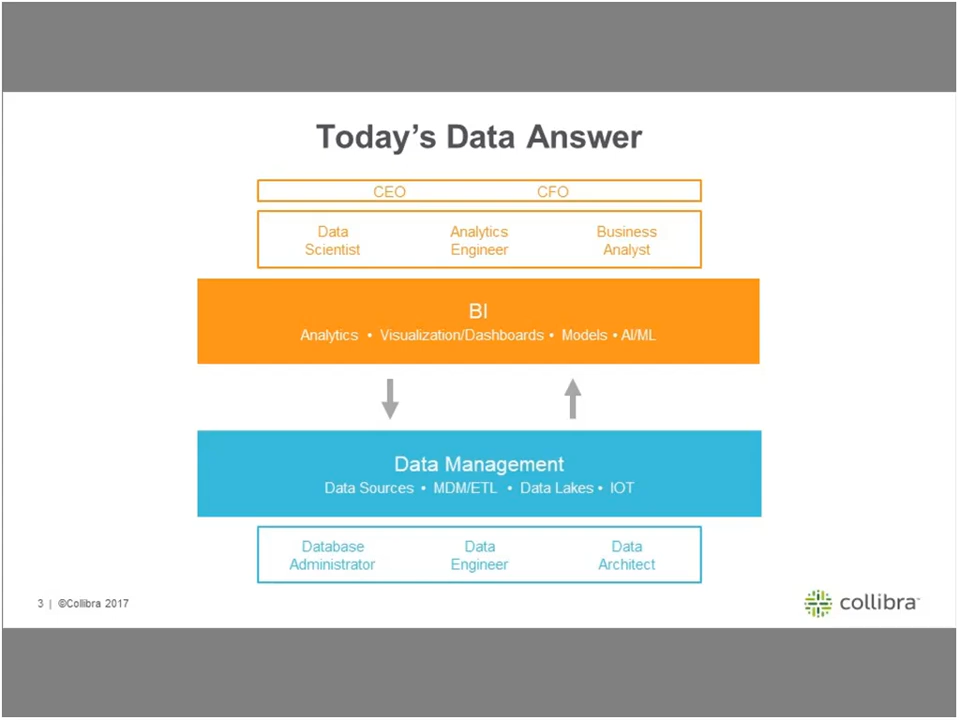 Today’s Data Answer
CEO CFO
Data Analytics Business
Scientist Engineer Analyst
BI
Analytics • Visualization/Dashboards • Models • AI/ML
Data Management
Data Sources • MDM/ETL • Data Lakes • IOT
Database Data Data
Administrator Engineer Architect
3 | ©Collibra 2017
collibra™